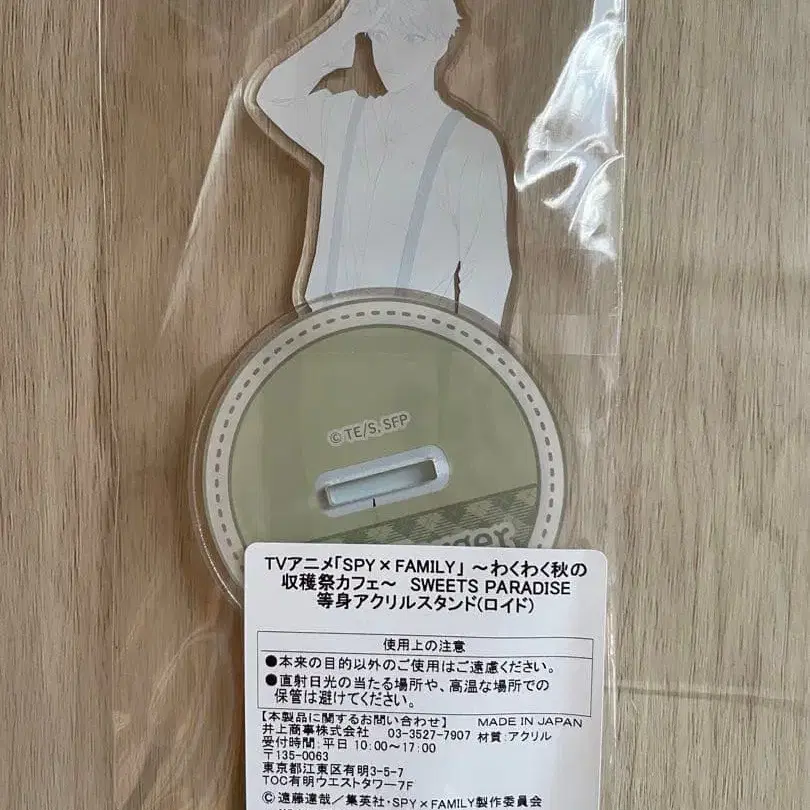 © TE/S, SFP
TVアニメ「SPY×FAMILY」 ～わくわく秋の
収穫祭カフェ～ SWEETS PARADISE
等身アクリルスタンド(ロイド)
使用上の注意
●本来の目的以外のご使用はご遠慮ください。
●直射日光の当たる場所や、高温な場所での
保管は避けてください。
【本製品に関するお問い合わせ】 MADE IN JAPAN
井上商事株式会社 03-3527-7907 材質:アクリル
受付時間:平日 10:00～17:00
〒135-0063
東京都江東区有明3-5-7
TOC有明ウエストタワー7F
© 遠藤達哉／集英社・SPY×FAMILY製作委員会